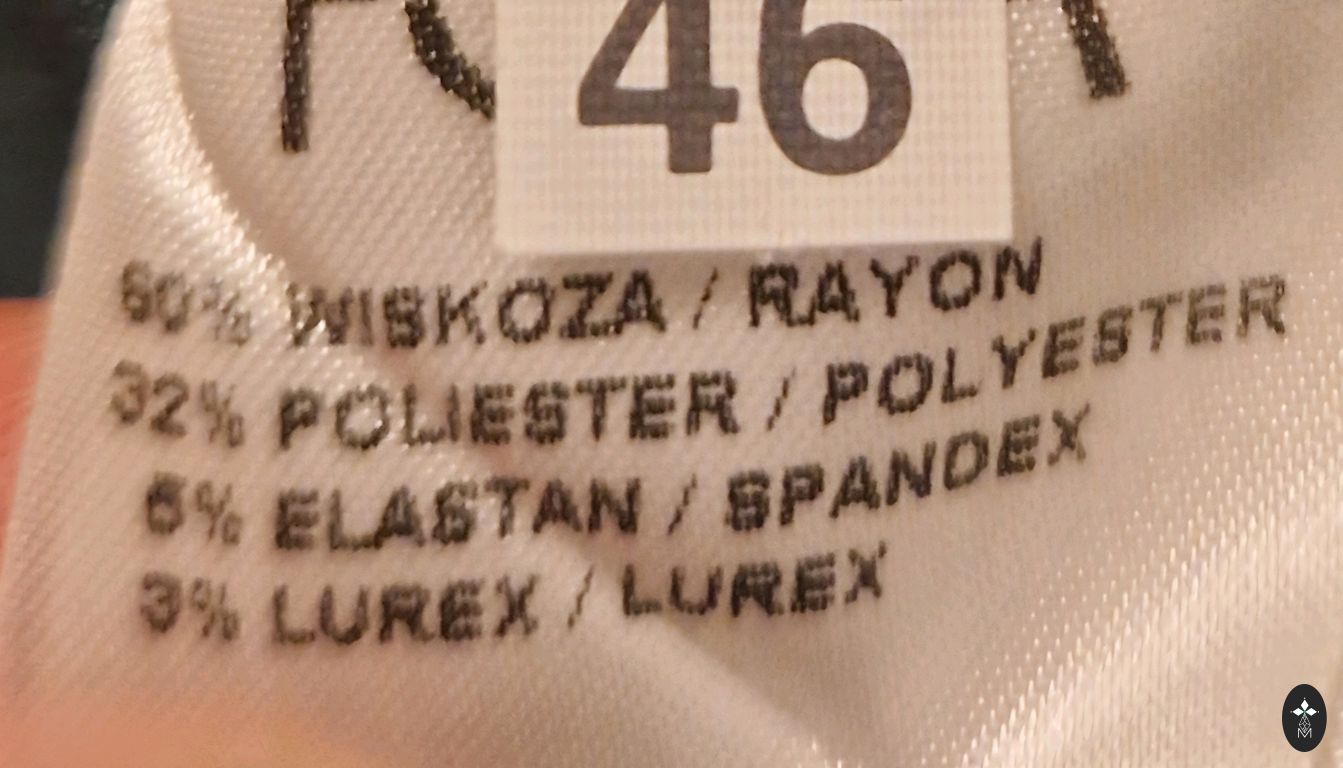 46
60% WISKOZA / RAYON
32% POLIESTER / POLYESTER
5% ELASTAN / SPANDEX
3% LUREX / LUREX